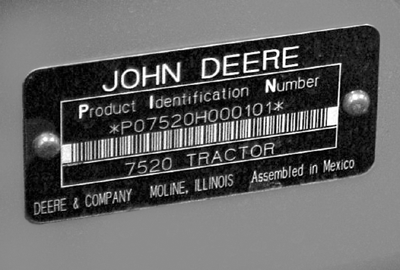 JOHN DEERE
Product Identification Number
*P07520H000101*
7520 TRACTOR
DEERE & COMPANY MOLINE, ILLINOIS Assembled in Mexico